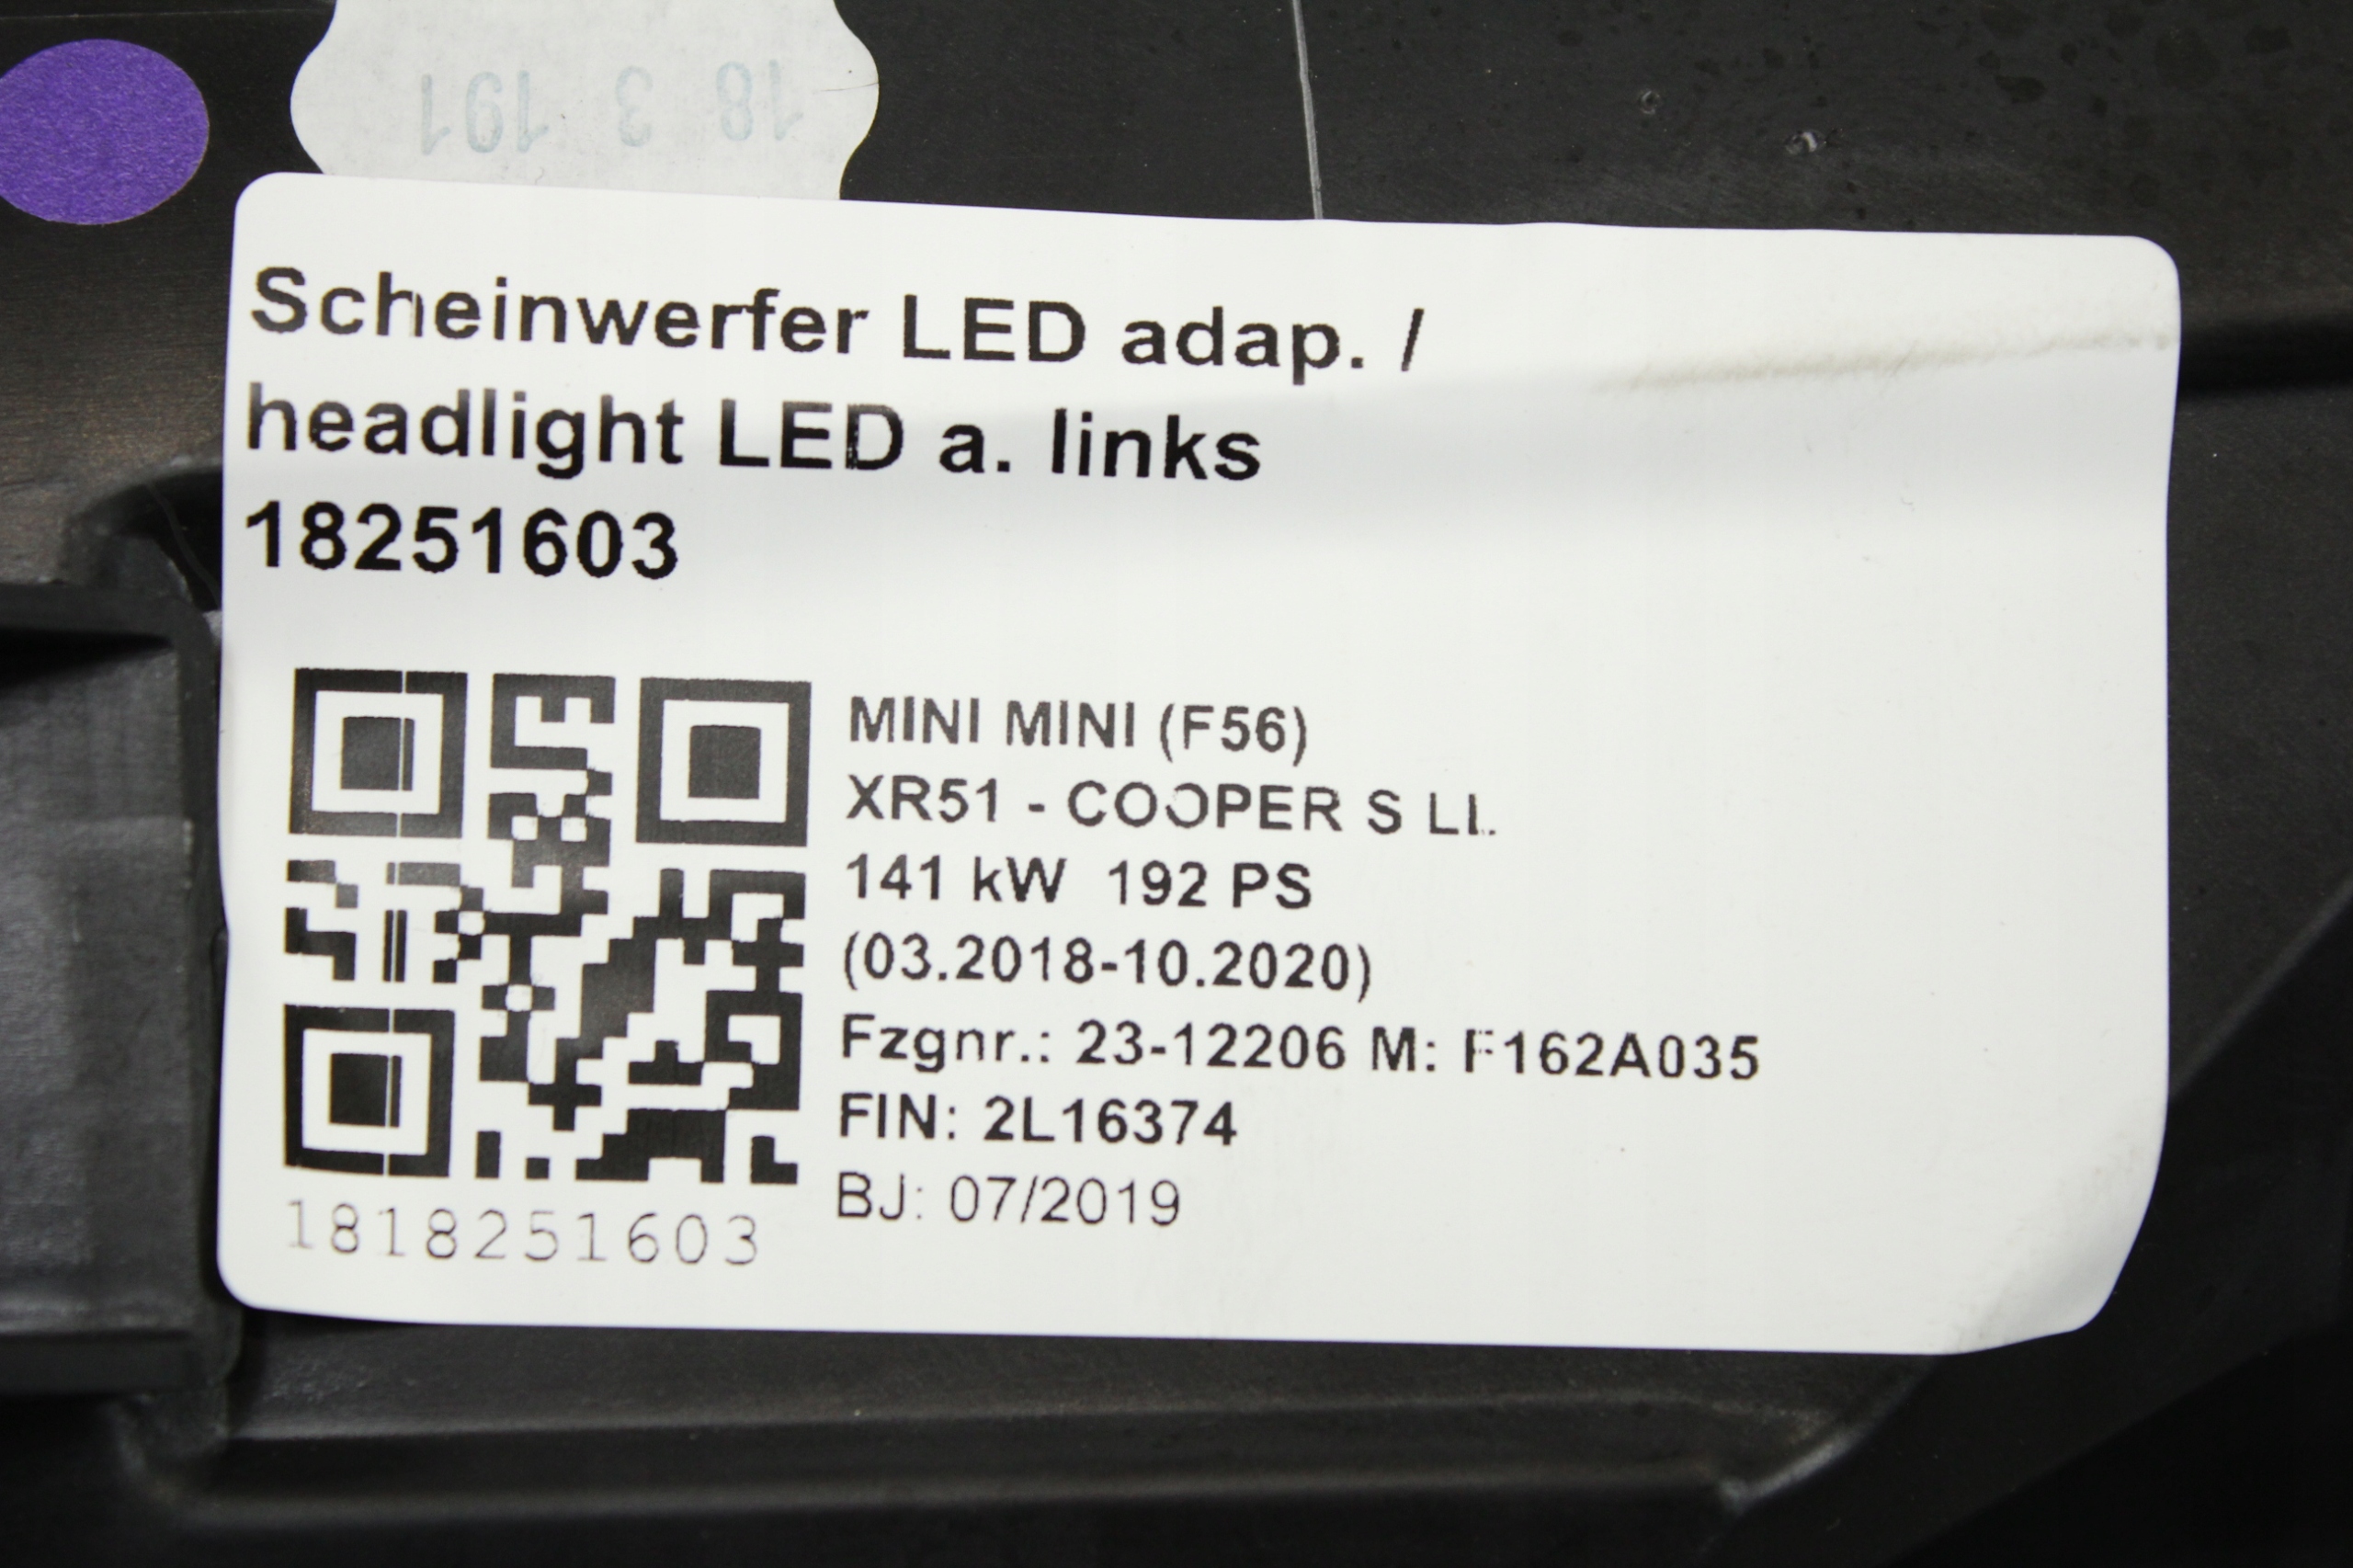 18 3 191
Scheinwerfer LED adap. /
headlight LED a. links
18251603
MINI MINI (F56)
XR51 - COOPER S LL
141 kW 192 PS
(03.2018-10.2020)
Fzgnr.: 23-12206 M: F162A035
FIN: 2L16374
BJ: 07/2019
1818251603